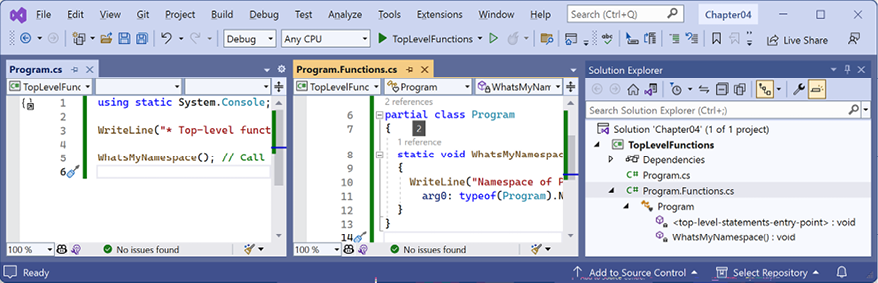 File Edit View Git Project Build Debug Test Analyze Tools Extensions Window Help Search (Ctrl+Q) Chapter04
Debug Any CPU TopLevelFunctions Live Share
Program.cs
TopLevelFunc
1 using static System.Console;
2
3 WriteLine("* Top-level funct
4
5 WhatsMyNamespace(); // Call
6
100 % No issues found
Program.Functions.cs
TopLevelFunc Program WhatsMyNam
2 references
6 partial class Program
7 {
2
1 reference
8 static void WhatsMyNamespac
9 {
10 WriteLine("Namespace of P
11 arg0: typeof(Program).N
12 }
13 }
14
100 % No issues found
Solution Explorer
Search Solution Explorer (Ctrl+;)
Solution 'Chapter04' (1 of 1 project)
TopLevelFunctions
Dependencies
C# Program.cs
C# Program.Functions.cs
Program
<top-level-statements-entry-point> : void
WhatsMyNamespace() : void
Ready Add to Source Control Select Repository